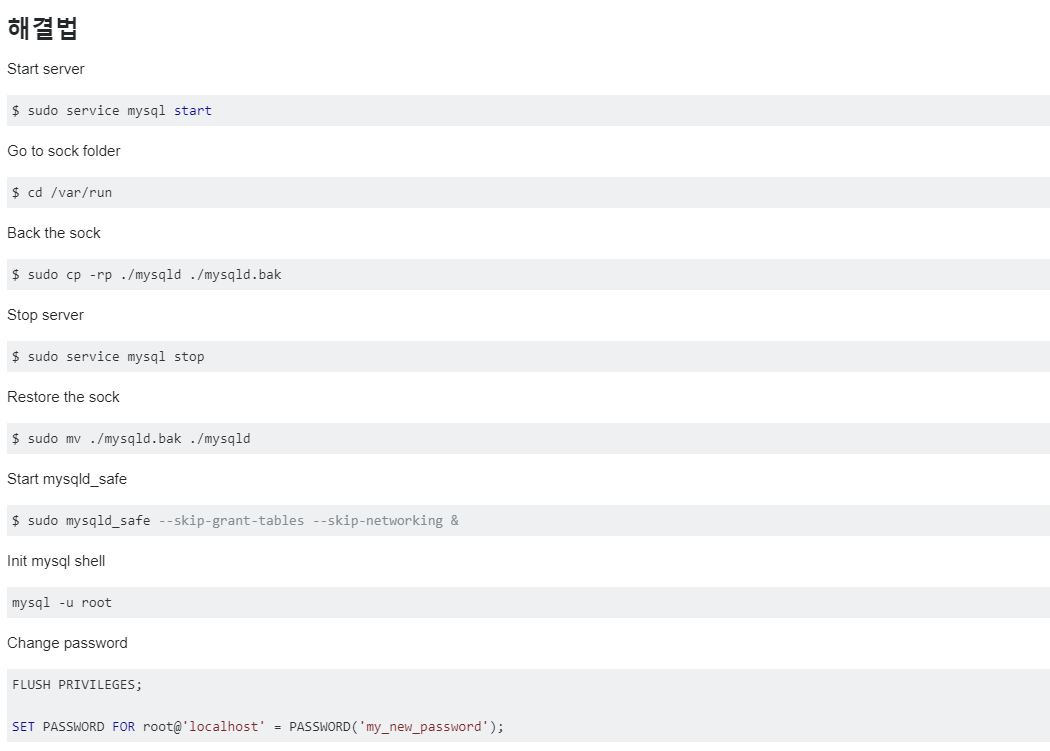 해결법
Start server
$ sudo service mysql start
Go to sock folder
$ cd /var/run
Back the sock
$ sudo cp -rp ./mysqld ./mysqld.bak
Stop server
$ sudo service mysql stop
Restore the sock
$ sudo mv ./mysqld.bak ./mysqld
Start mysqld_safe
$ sudo mysqld_safe --skip-grant-tables --skip-networking &
Init mysql shell
mysql -u root
Change password
FLUSH PRIVILEGES;
SET PASSWORD FOR root@'localhost' = PASSWORD('my_new_password');